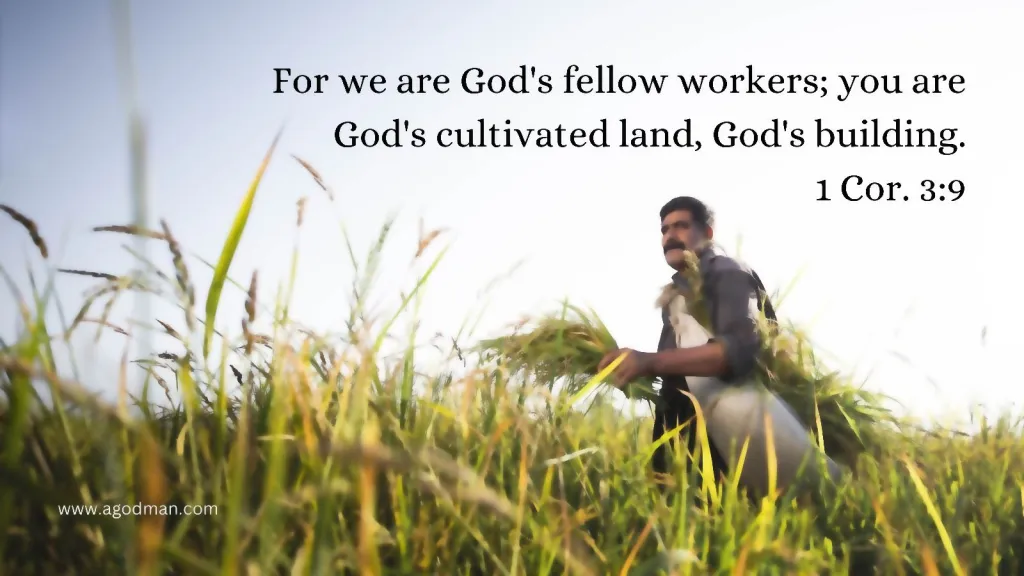 For we are God's fellow workers; you are
God's cultivated land, God's building.
1 Cor. 3:9
www.agodman.com